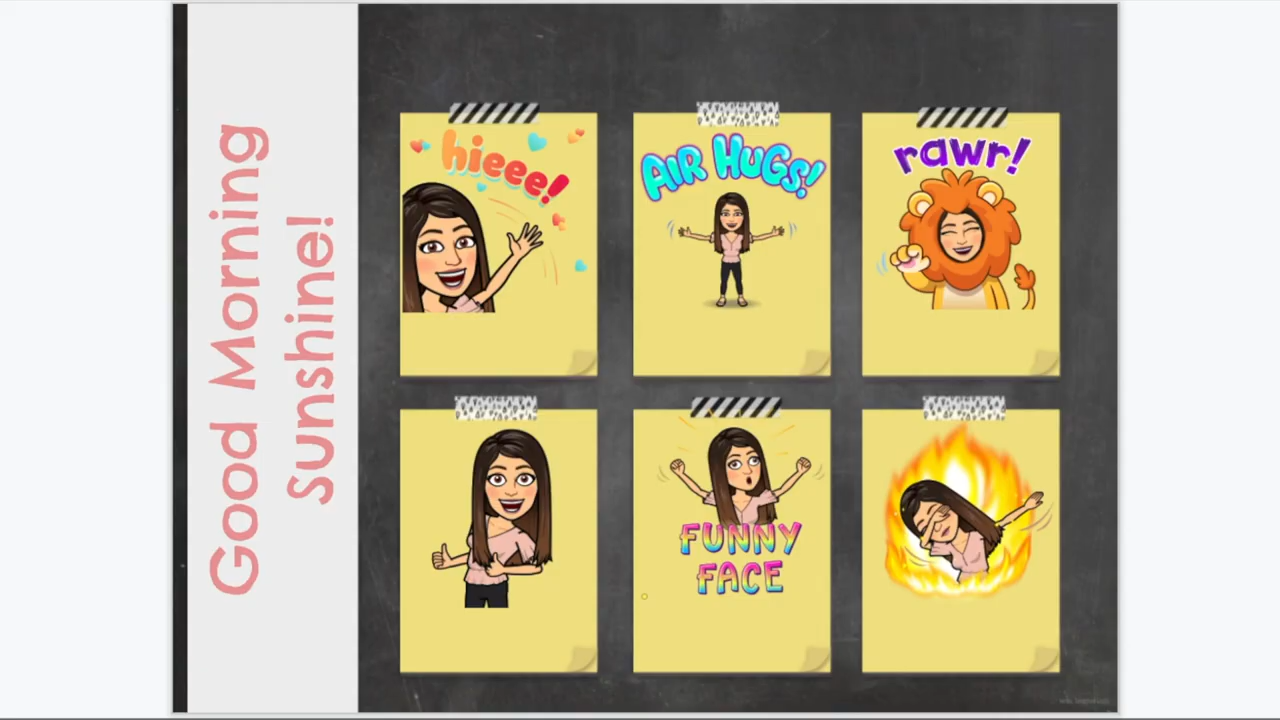 Good Morning
Sunshine!
hieee!
AIR HUGS!
rawr!
FUNNY
FACE